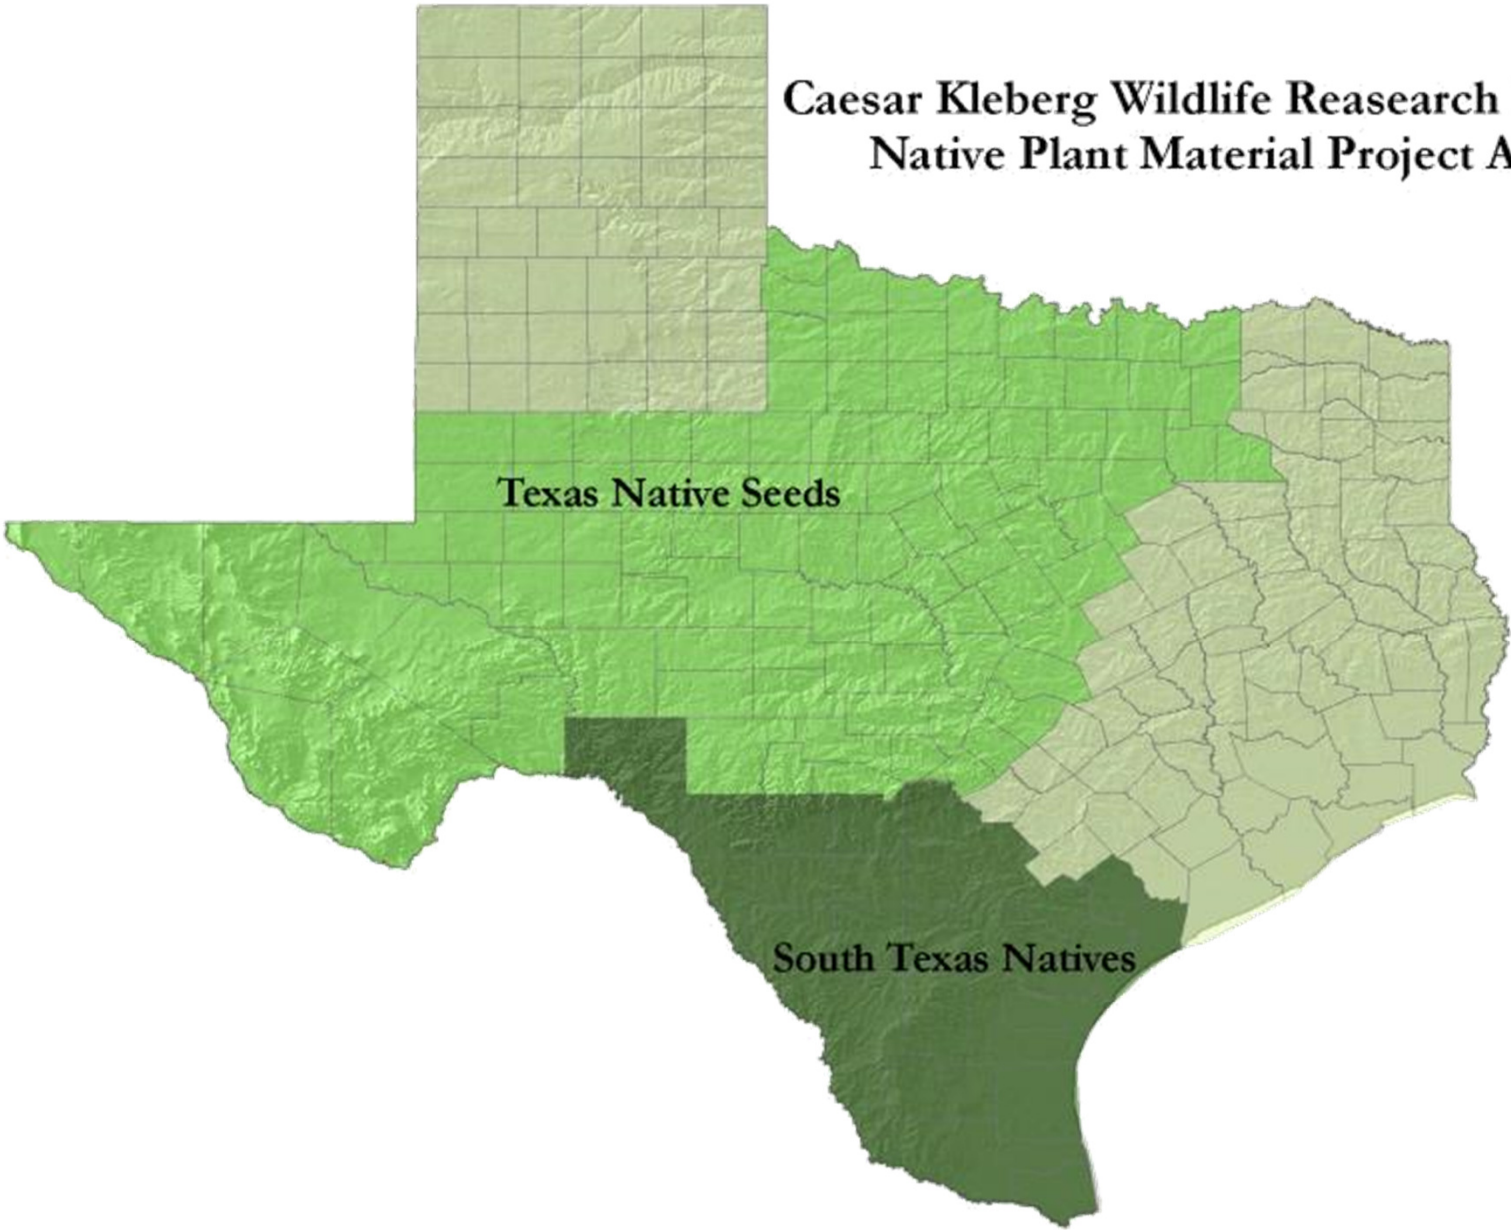 Caesar Kleberg Wildlife Reasearch
Native Plant Material Project A
Texas Native Seeds
South Texas Natives